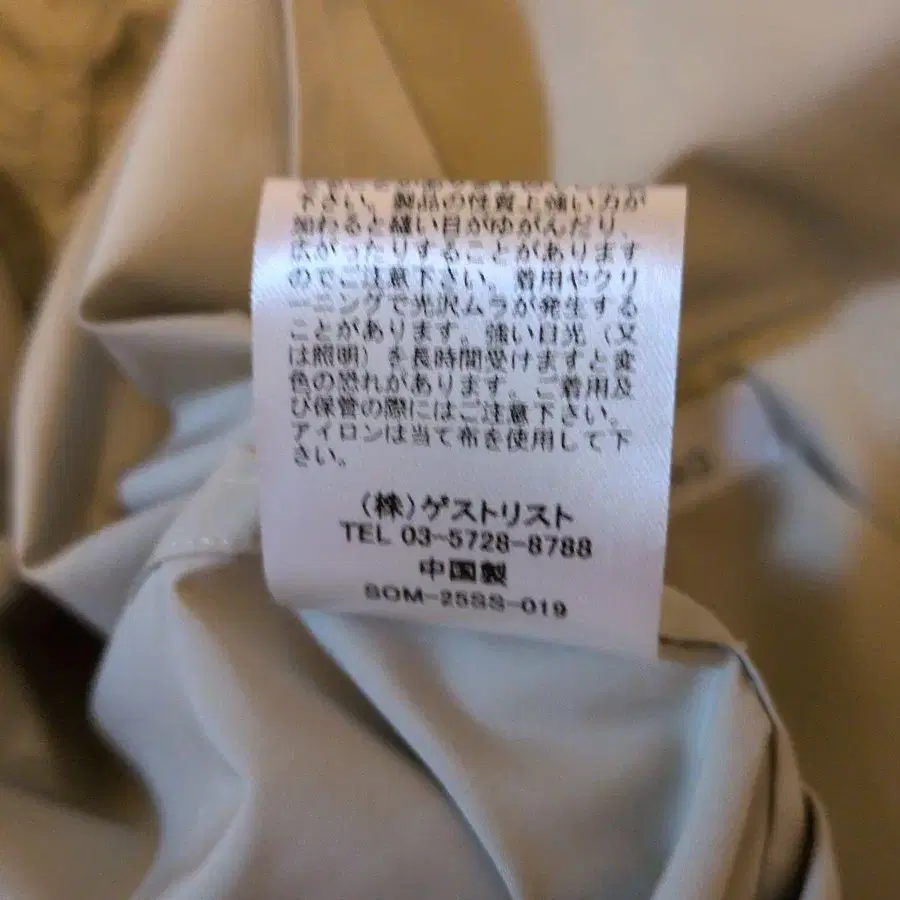 下さい。製品の性質上強い力が
加わると縫い目がゆがんだり、
広がったりすることがあります
のでご注意下さい。着用やクリ
ーニングで光沢ムラが発生する
ことがあります。強い日光（又
は照明）を長時間受けますと変
色の恐れがあります。ご着用及
び保管の際にはご注意下さい。
アイロンは当て布を使用して下
さい。
（株）ゲストリスト
TEL 03-5728-8788
中国製
SOM-25SS-019